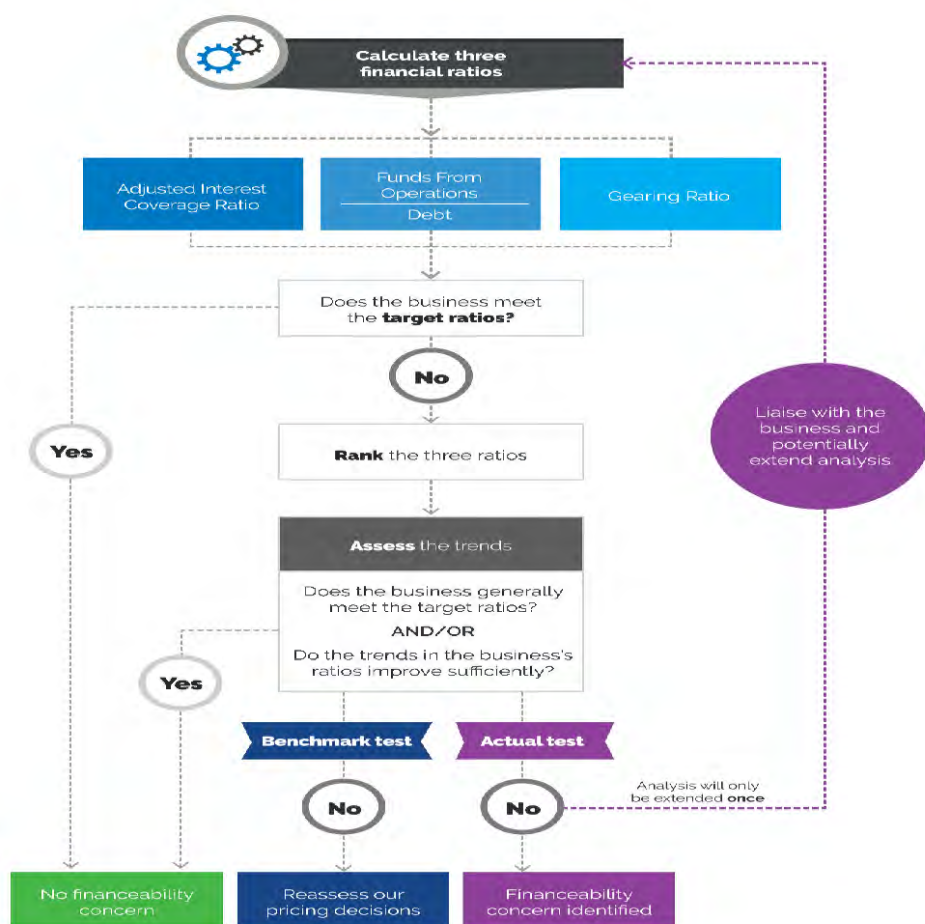 Calculate three
financial ratios
Adjusted Interest
Coverage Ratio
Funds From
Operations
Debt
Gearing Ratio
Does the business meet
the target ratios?
No
Yes
Rank the three ratios
Liaise with the
business and
potentially
extend analysis
Assess the trends
Does the business generally
meet the target ratios?
AND/OR
Do the trends in the business's
ratios improve sufficiently?
Yes
Benchmark test
Actual test
No
No
Analysis will only
be extended once
No financeability
concern
Reassess our
pricing decisions
Financeability
concern identified